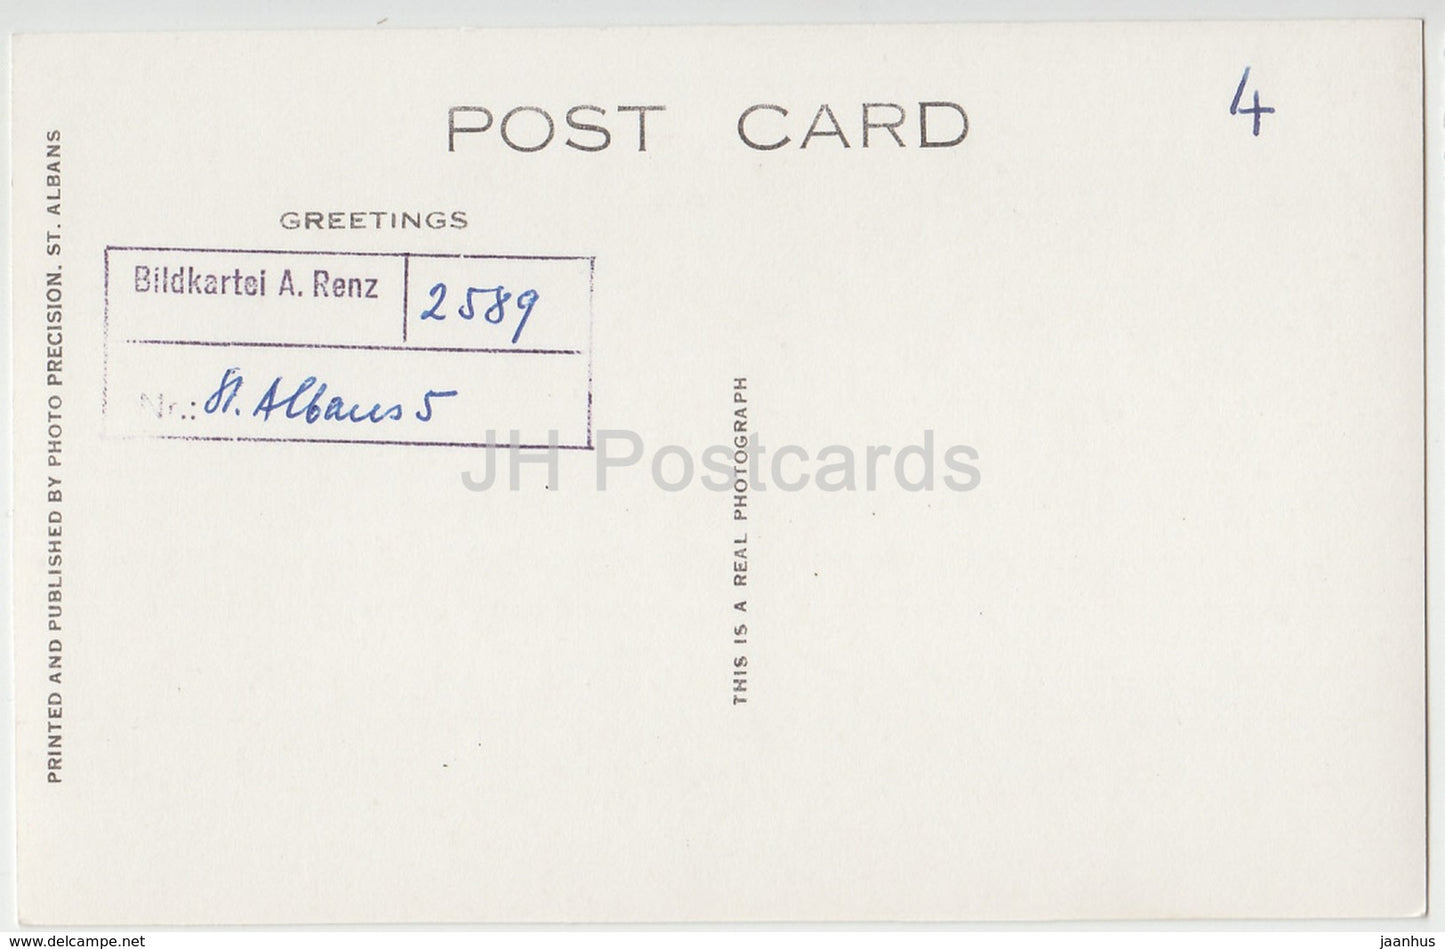 POST CARD
4
GREETINGS
Bildkartei A. Renz
2589
Nr.: St. Albans 5
PRINTED AND PUBLISHED BY PHOTO PRECISION. ST. ALBANS
THIS IS A REAL PHOTOGRAPH
JH Postcards
www.delcampe.net
jaanhus